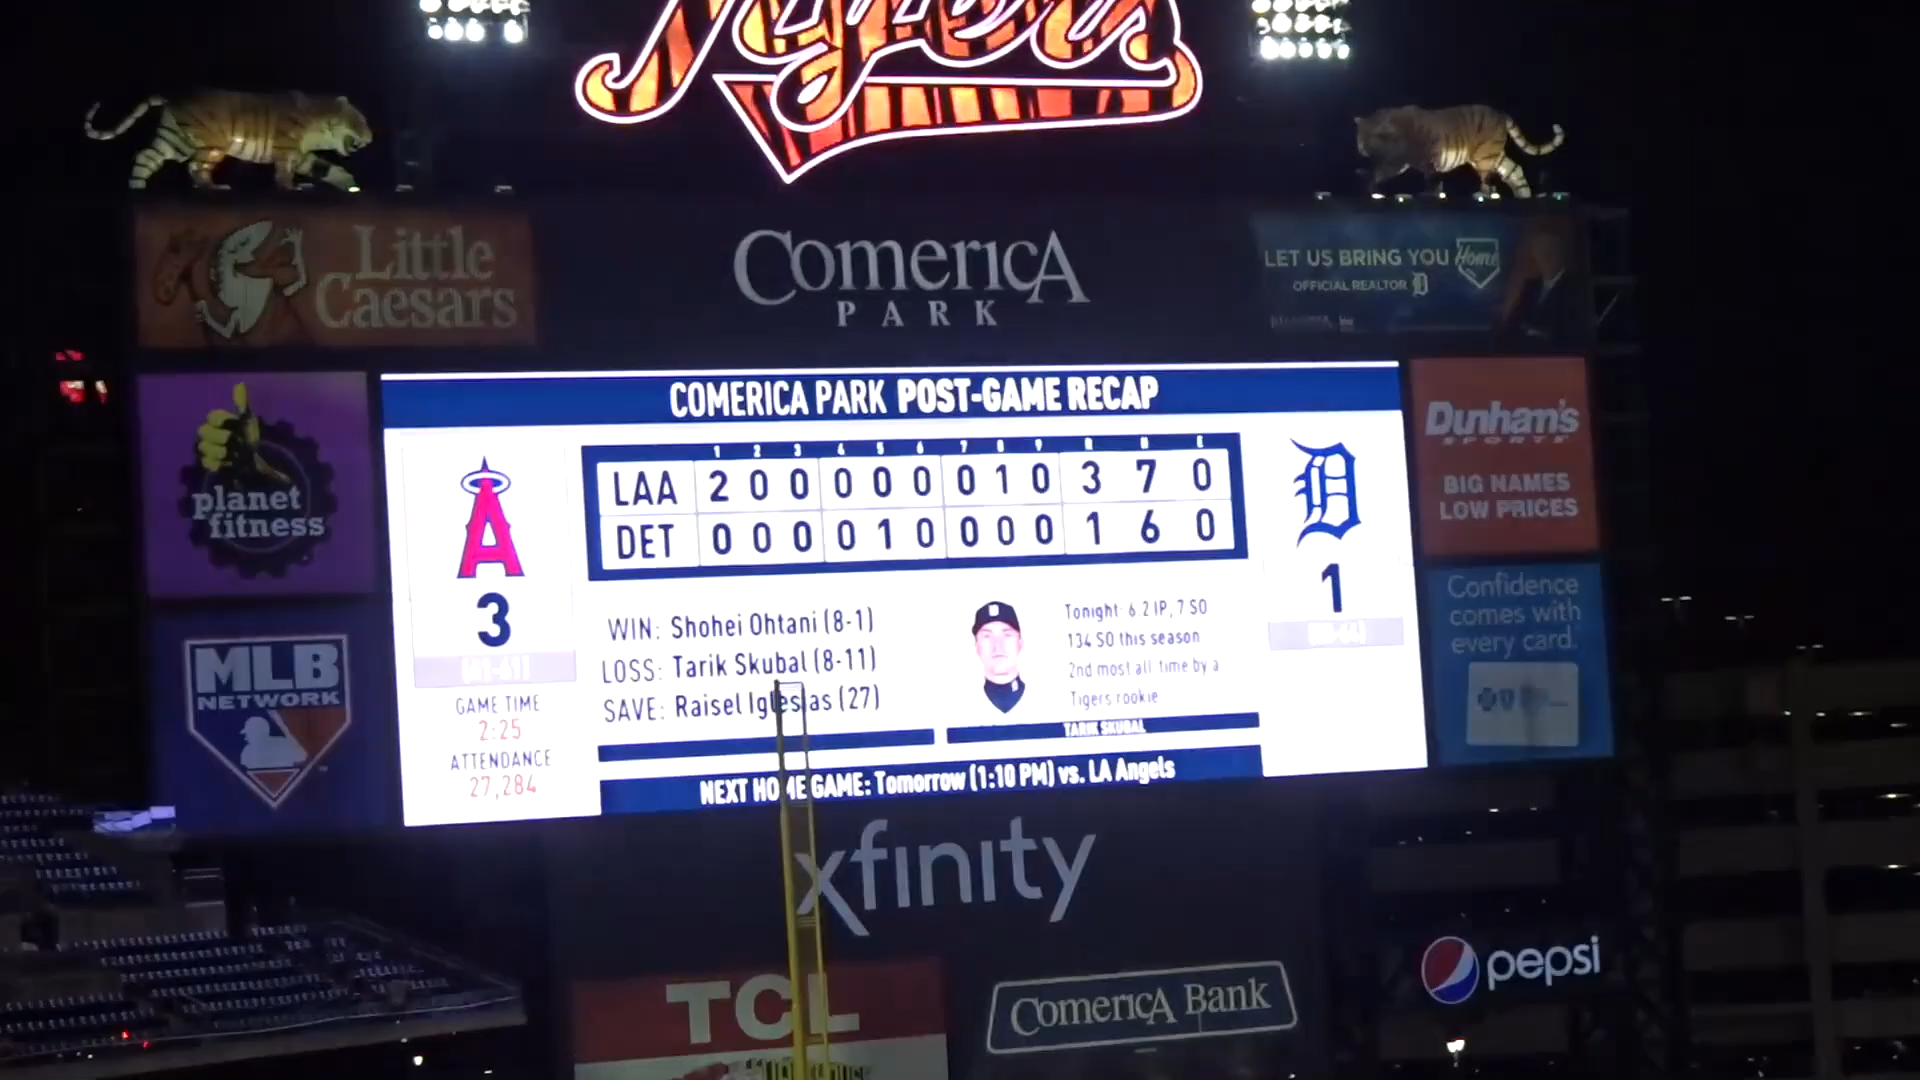 Tigers
Little
Caesars
Comerica
PARK
LET US BRING YOU Home
OFFICIAL REALTOR D
planet
fitness
MLB
NETWORK
COMERICA PARK POST-GAME RECAP
1 2 3 4 5 6 7 8 9 R H E
LAA 2 0 0 0 0 0 0 1 0 3 7 0
DET 0 0 0 0 1 0 0 0 0 1 6 0
A
3
D
1
GAME TIME
2:25
ATTENDANCE
27,284
WIN: Shohei Ohtani (8-1)
LOSS: Tarik Skubal (8-11)
SAVE: Raisel Iglesias (27)
Tonight: 6.2 IP, 7 SO
134 SO this season
2nd most all time by a
Tigers rookie
TARIK SKUBAL
NEXT HOME GAME: Tomorrow (1:10 PM) vs. LA Angels
Dunham's
SPORTS
BIG NAMES
LOW PRICES
Confidence
comes with
every card.
xfinity
TCL
Comerica Bank
pepsi